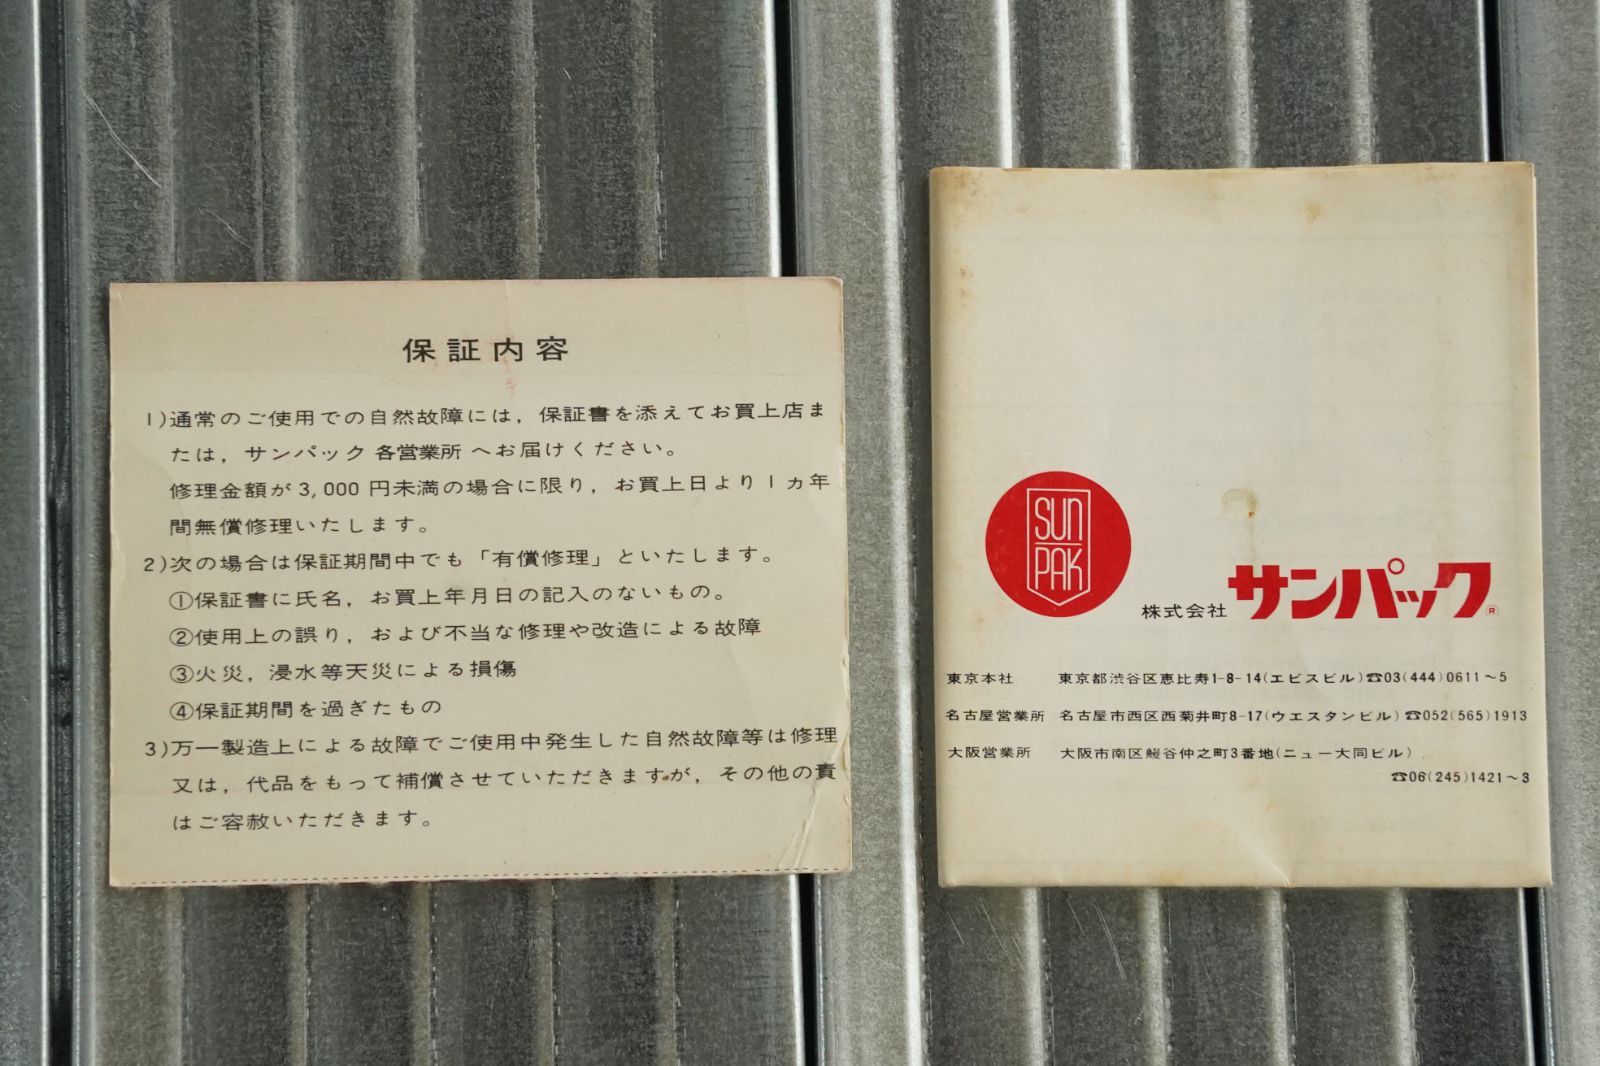 保証内容
1)通常のご使用での自然故障には，保証書を添えてお買上店ま
たは，サンパック 各営業所 へお届けください。
修理金額が3,000円未満の場合に限り，お買上日より1ヵ年
間無償修理いたします。
2)次の場合は保証期間中でも「有償修理」といたします。
①保証書に氏名，お買上年月日の記入のないもの。
②使用上の誤り，および不当な修理や改造による故障
③火災，浸水等天災による損傷
④保証期間を過ぎたもの
3)万一製造上による故障でご使用中発生した自然故障等は修理
又は，代品をもって補償させていただきますが，その他の責
はご容赦いただきます。
SUN
PAK
株式会社 サンパック®
東京本社 東京都渋谷区恵比寿1-8-14(エビスビル)☎03(444)0611～5
名古屋営業所 名古屋市西区西菊井町8-17(ウエスタンビル)☎052(565)1913
大阪営業所 大阪市南区鰻谷仲之町3番地(ニュー大同ビル)
☎06(245)1421～3